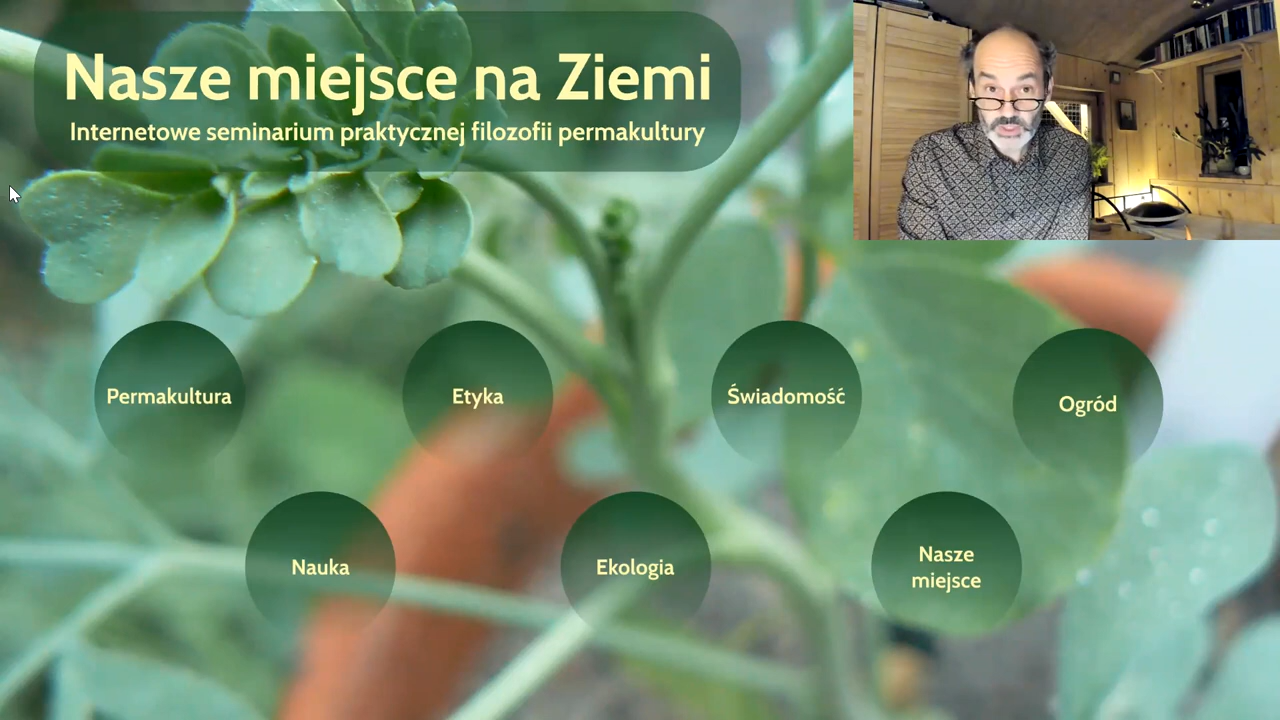 Nasze miejsce na Ziemi
Internetowe seminarium praktycznej filozofii permakultury
Permakultura
Etyka
Świadomość
Ogród
Nauka
Ekologia
Nasze
miejsce